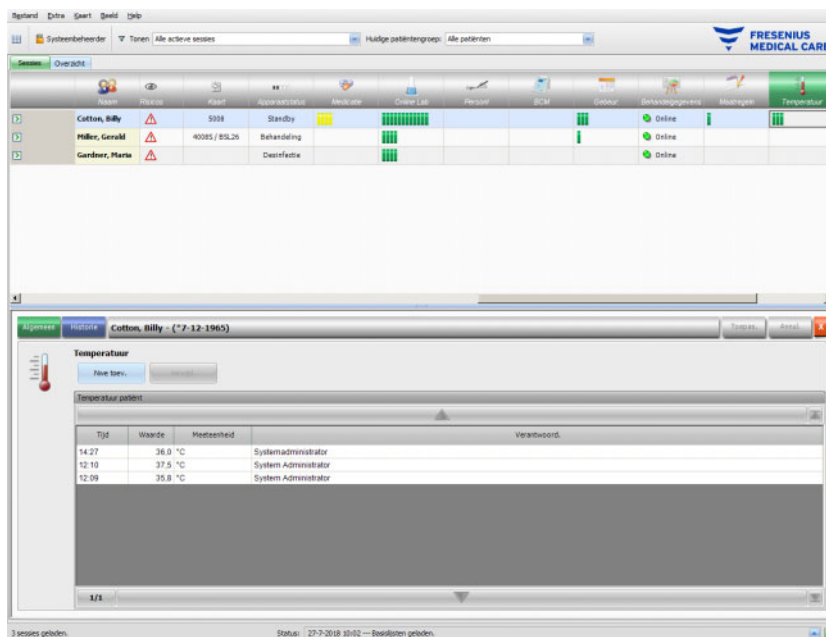 Bestand Extra Kaart Beeld Help
Systeembeheerder Tonen Alle actieve sessies Huidige patiëntengroep: Alle patiënten
FRESENIUS
MEDICAL CARE
Sessies Overzicht
Naam Risicos Kaart Apparaatstatus Medicatie Online Lab Personi BCM Gebeur. Behandelgegevens Maatregeln Temperatuur
Cotton, Billy 5008 Standby Online
Miller, Gerald 4008S / BSL26 Behandeling Online
Gardner, Maria Desinfectie Online
Algemeen Historie Cotton, Billy - (*7-12-1965) Toepas. Annul. X
Temperatuur
Nwe toev.
Temperatuur patiënt
Tijd Waarde Meeteenheid Verantwoord.
14:27 36,0 °C Systemadministrator
12:10 37,5 °C System Administrator
12:09 35,8 °C System Administrator
1/1
3 sessies geladen. Status: 27-7-2018 10:02 — Basislijsten geladen.